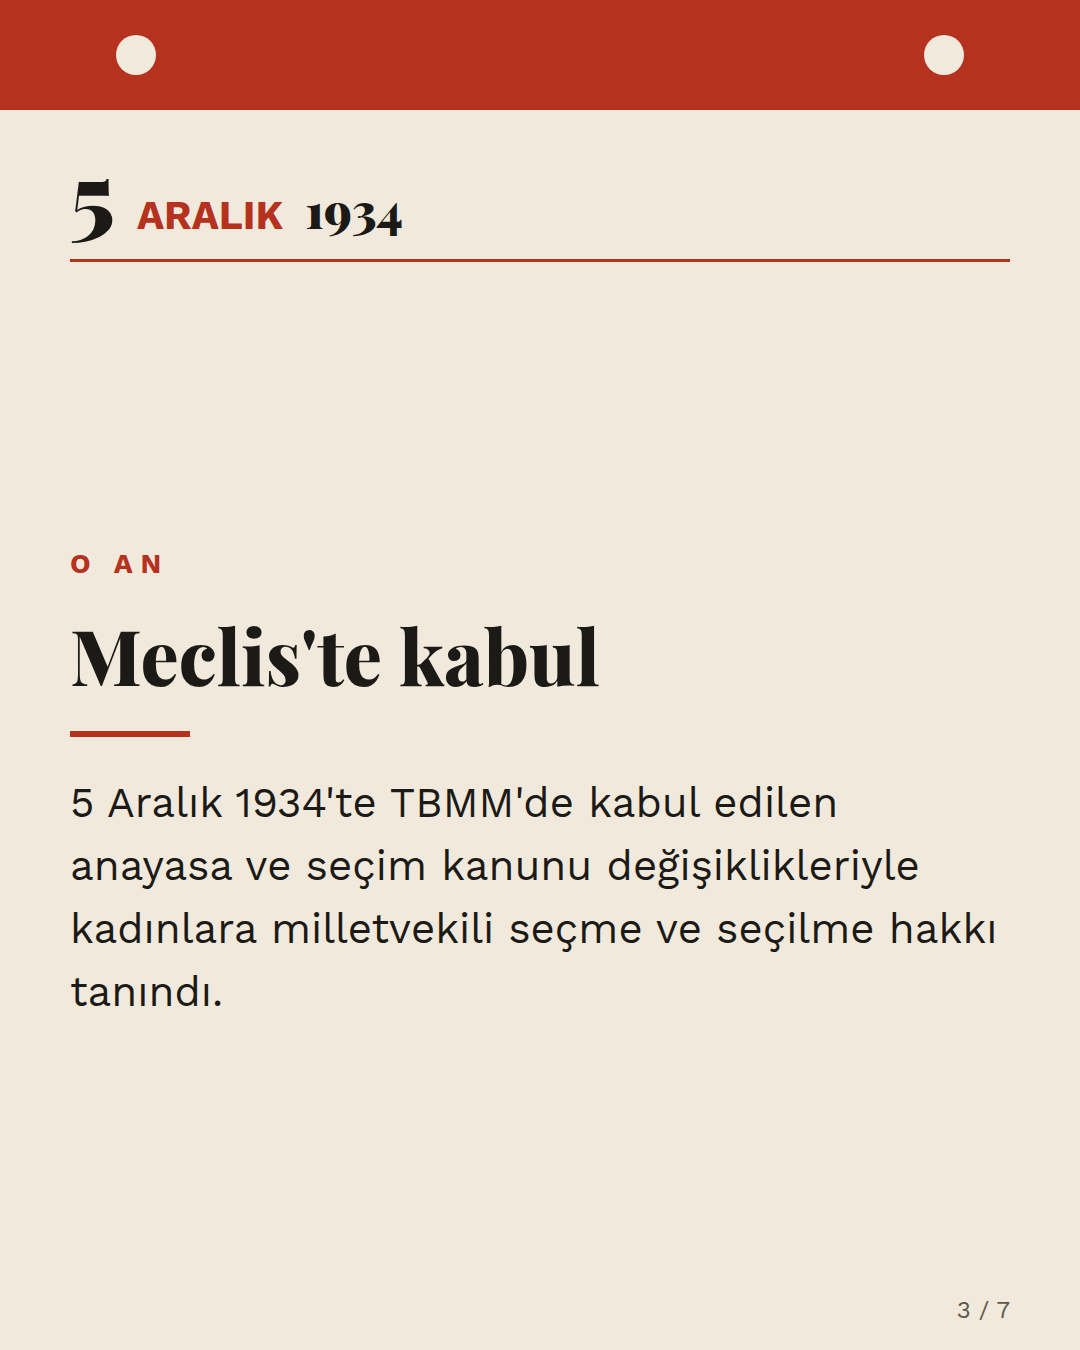 5 ARALIK 1934
O AN
Meclis'te kabul
5 Aralık 1934'te TBMM'de kabul edilen
anayasa ve seçim kanunu değişiklikleriyle
kadınlara milletvekili seçme ve seçilme hakkı
tanındı.
3 / 7